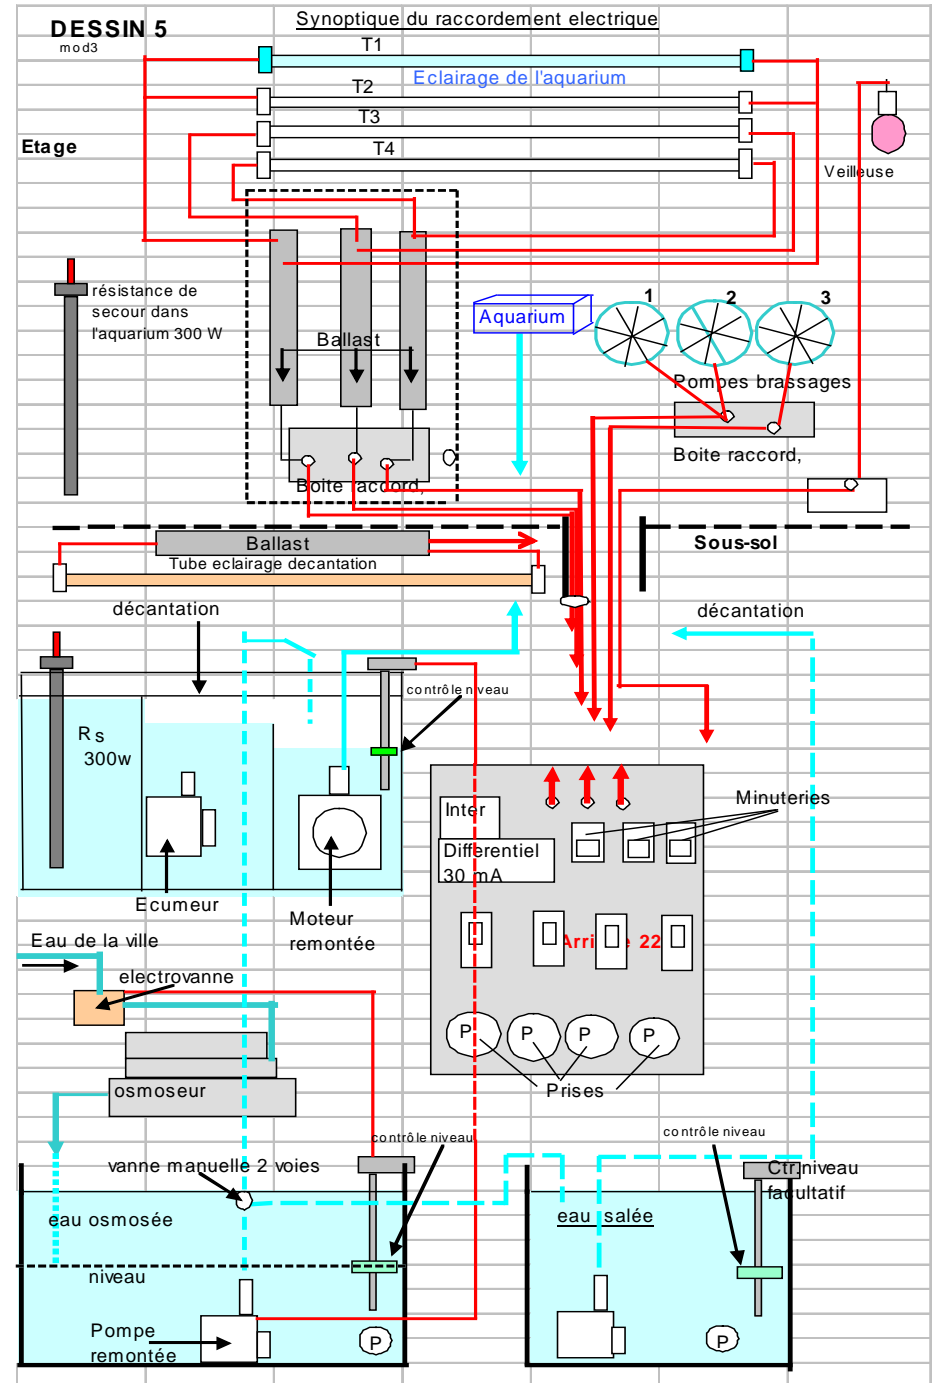 Synoptique du raccordement electrique
DESSIN 5
mod3
T1
Eclairage de l'aquarium
T2
T3
T4
Etage
Veilleuse
résistance de
secour dans
l'aquarium 300 W
Aquarium
1
2
3
Ballast
Pompes brassages
Boite raccord,
Boite raccord,
Ballast
Sous-sol
Tube eclairage decantation
décantation
décantation
contrôle niveau
Rs
300w
Minuteries
Inter
Differentiel
30 mA
Ecumeur
Moteur
remontée
Eau de la ville
Arri e 22
electrovanne
P
P
P
P
Prises
osmoseur
contrôle niveau
contrôle niveau
vanne manuelle 2 voies
Ctr.niveau
facultatif
eau osmosée
eau salée
niveau
Pompe
remontée
P
P